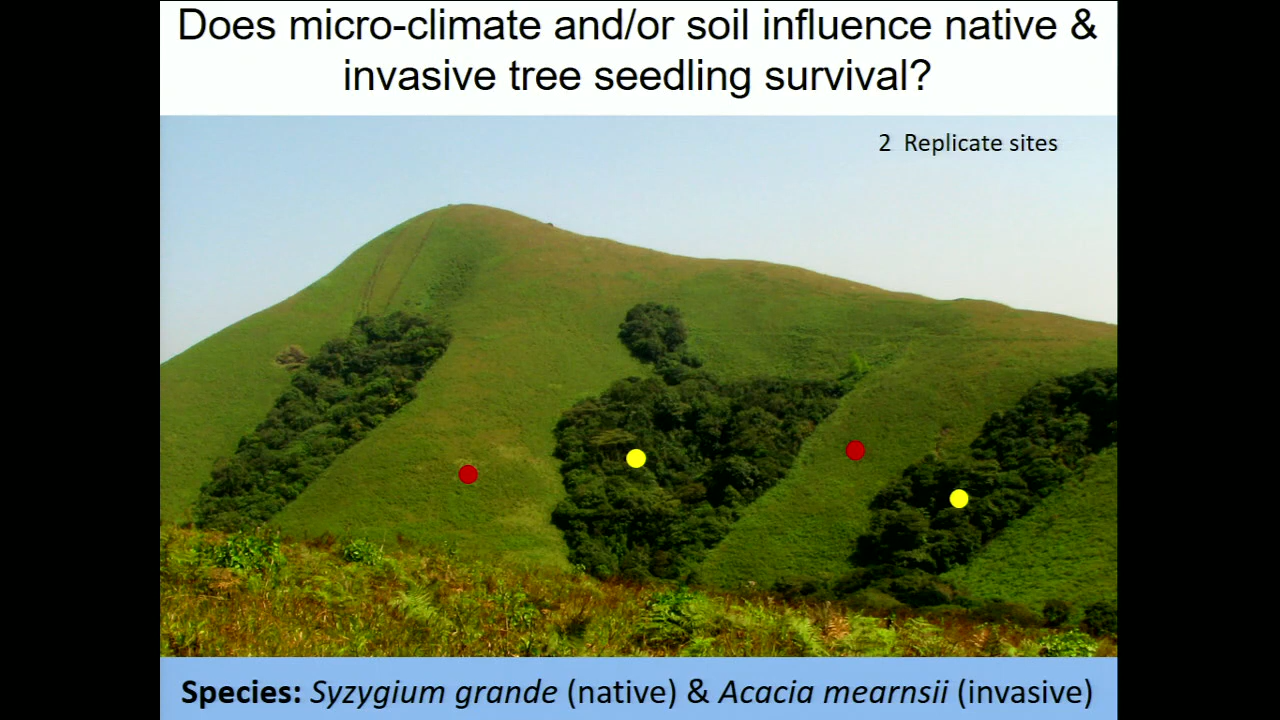 Does micro-climate and/or soil influence native &
invasive tree seedling survival?
2 Replicate sites
Species: Syzygium grande (native) & Acacia mearnsii (invasive)